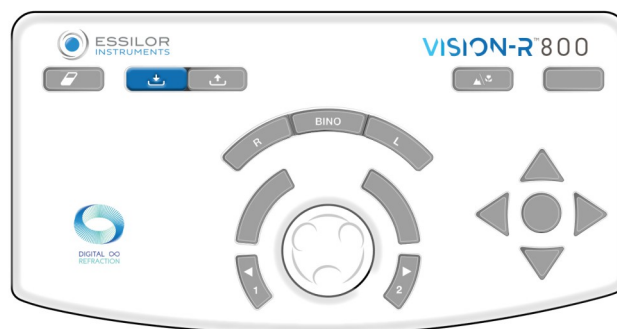 ESSILOR
INSTRUMENTS
VISION-R™800
R
BINO
L
DIGITAL ∞
REFRACTION
1
2